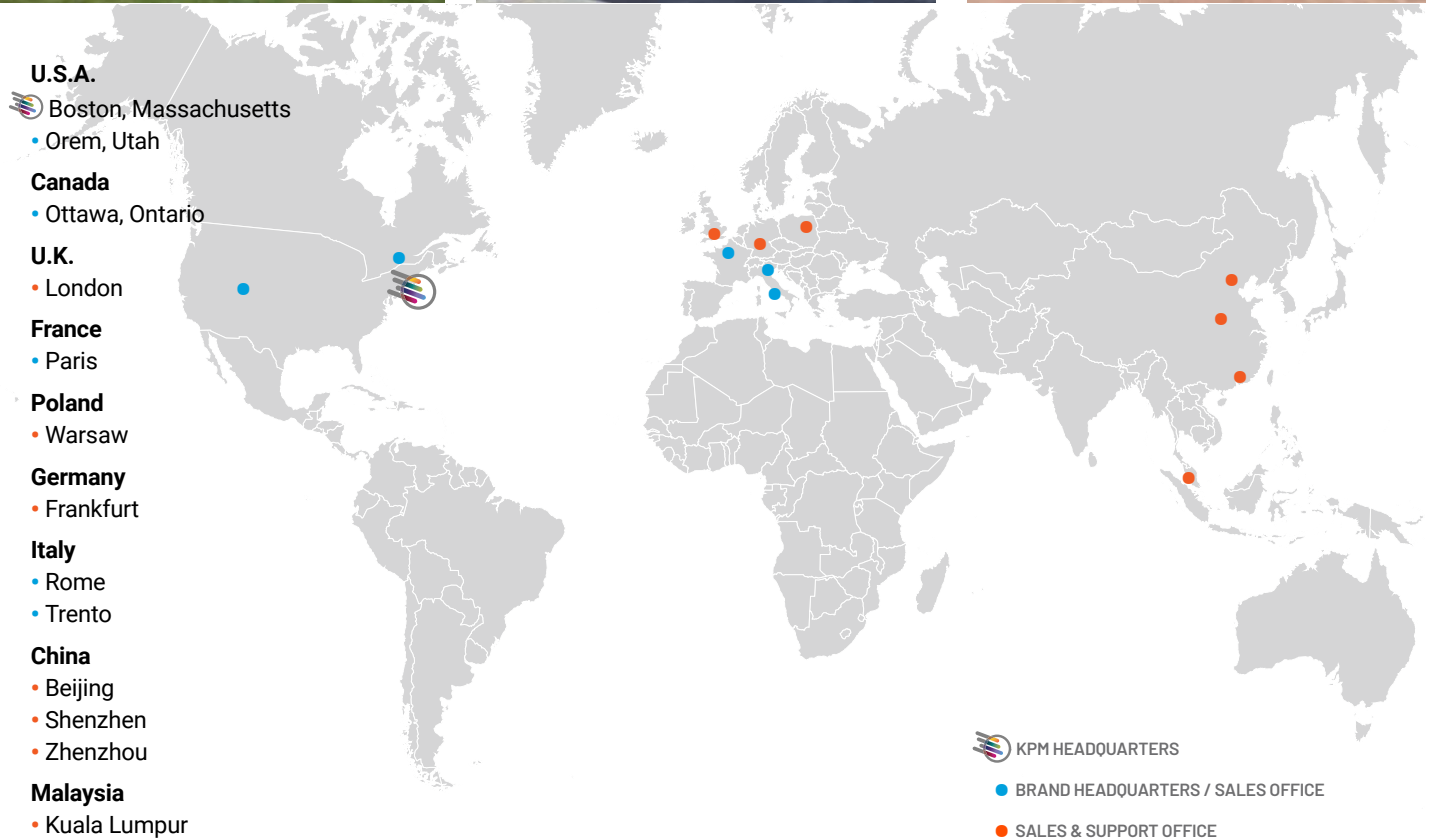 U.S.A.
Boston, Massachusetts
• Orem, Utah
Canada
• Ottawa, Ontario
U.K.
• London
France
• Paris
Poland
• Warsaw
Germany
• Frankfurt
Italy
• Rome
• Trento
China
• Beijing
• Shenzhen
• Zhenzhou
Malaysia
• Kuala Lumpur
KPM HEADQUARTERS
BRAND HEADQUARTERS / SALES OFFICE
SALES & SUPPORT OFFICE